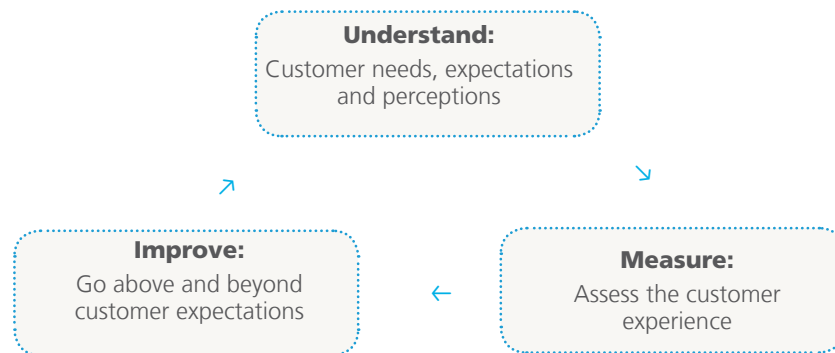 Understand:
Customer needs, expectations
and perceptions
Improve:
Go above and beyond
customer expectations
Measure:
Assess the customer
experience